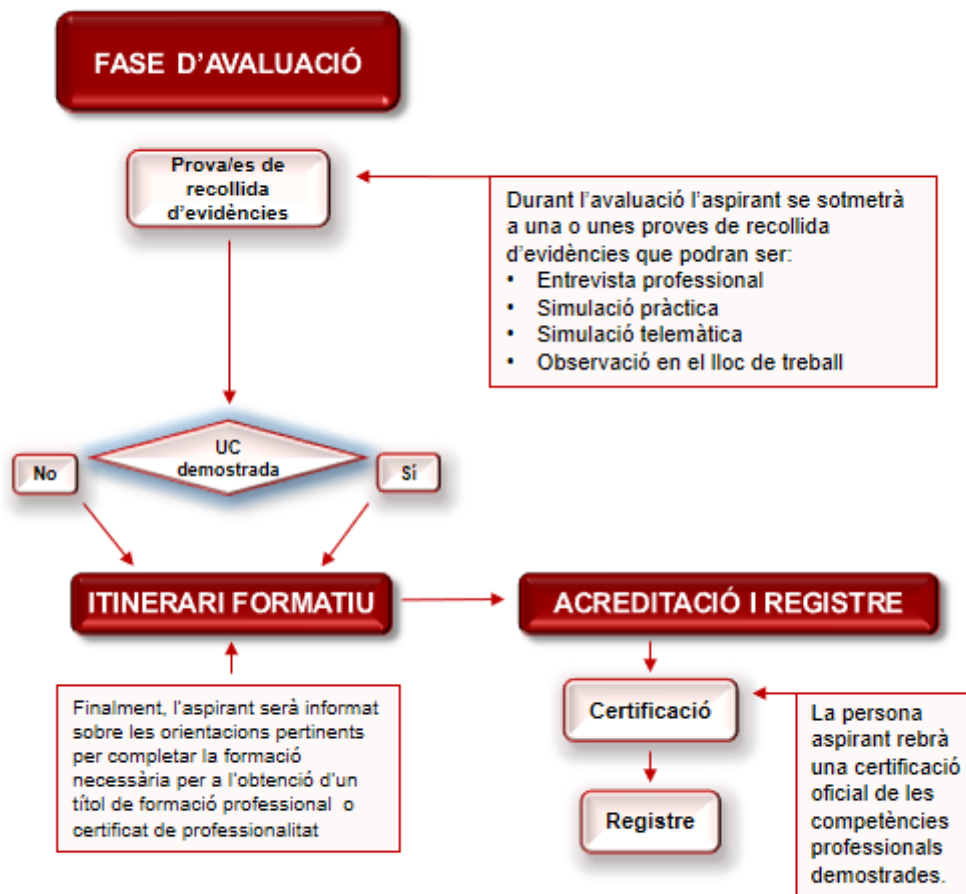 FASE D'AVALUACIÓ
Prova/es de
recollida
d'evidències
Durant l'avaluació l'aspirant se sotmetrà
a una o unes proves de recollida
d'evidències que podran ser:
• Entrevista professional
• Simulació pràctica
• Simulació telemàtica
• Observació en el lloc de treball
UC
demostrada
No
Sí
ITINERARI FORMATIU
ACREDITACIÓ I REGISTRE
Finalment, l'aspirant serà informat
sobre les orientacions pertinents
per completar la formació
necessària per a l'obtenció d'un
títol de formació professional o
certificat de professionalitat
Certificació
Registre
La persona
aspirant rebrà
una certificació
oficial de les
competències
professionals
demostrades.